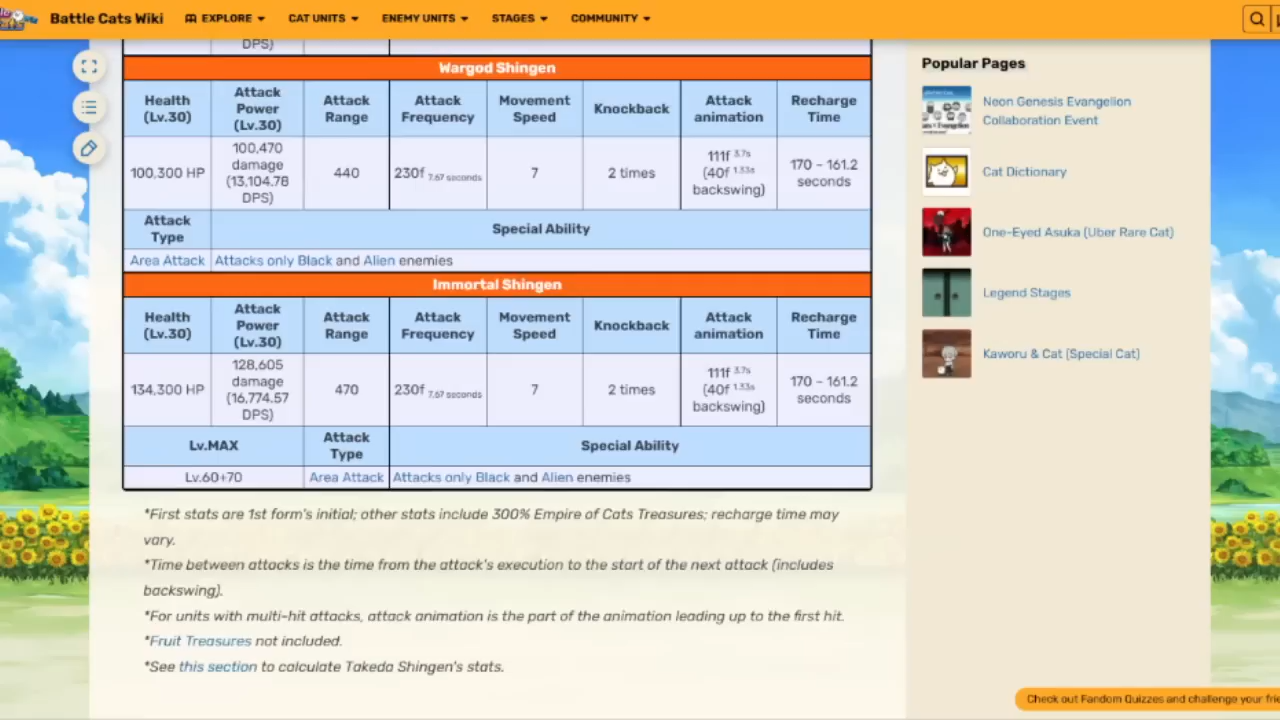 Battle Cats Wiki
EXPLORE
CAT UNITS
ENEMY UNITS
STAGES
COMMUNITY
DPS)
Wargod Shingen
Health (Lv.30)
Attack Power (Lv.30)
Attack Range
Attack Frequency
Movement Speed
Knockback
Attack animation
Recharge Time
100,300 HP
100,470 damage (13,104.78 DPS)
440
230f 7.67 seconds
7
2 times
111f 3.7s (40f 1.33s backswing)
170 ~ 161.2 seconds
Attack Type
Special Ability
Area Attack
Attacks only Black and Alien enemies
Immortal Shingen
Health (Lv.30)
Attack Power (Lv.30)
Attack Range
Attack Frequency
Movement Speed
Knockback
Attack animation
Recharge Time
134,300 HP
128,605 damage (16,774.57 DPS)
470
230f 7.67 seconds
7
2 times
111f 3.7s (40f 1.33s backswing)
170 ~ 161.2 seconds
Lv.MAX
Attack Type
Special Ability
Lv.60+70
Area Attack
Attacks only Black and Alien enemies
*First stats are 1st form's initial; other stats include 300% Empire of Cats Treasures; recharge time may
vary.
*Time between attacks is the time from the attack's execution to the start of the next attack (includes
backswing).
*For units with multi-hit attacks, attack animation is the part of the animation leading up to the first hit.
*Fruit Treasures not included.
*See this section to calculate Takeda Shingen's stats.
Popular Pages
Neon Genesis Evangelion
Collaboration Event
Cat Dictionary
One-Eyed Asuka (Uber Rare Cat)
Legend Stages
Kaworu & Cat (Special Cat)
Check out Fandom Quizzes and challenge your frie